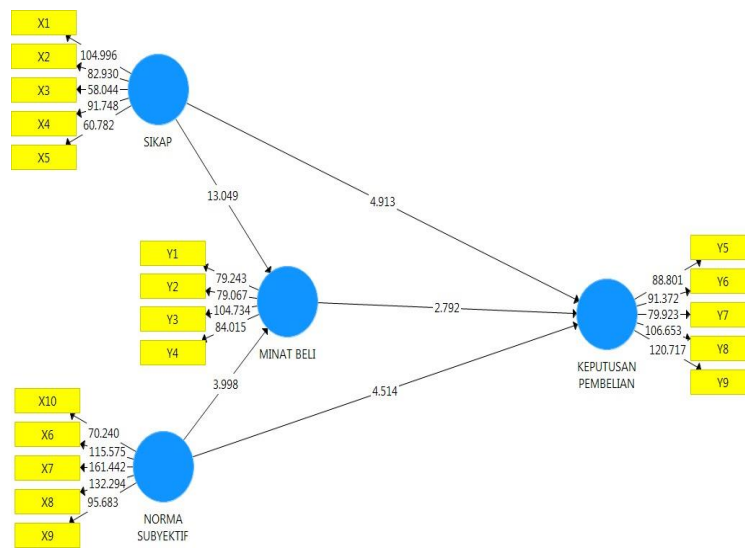 X1
X2
X3
X4
X5
104.996
82.930
58.044
91.748
60.782
SIKAP
13.049
4.913
Y1
Y2
Y3
Y4
79.243
79.067
104.734
84.015
MINAT BELI
2.792
Y5
Y6
Y7
Y8
Y9
88.801
91.372
79.923
106.653
120.717
KEPUTUSAN
PEMBELIAN
3.998
4.514
X10
X6
X7
X8
X9
70.240
115.575
161.442
132.294
95.683
NORMA
SUBYEKTIF